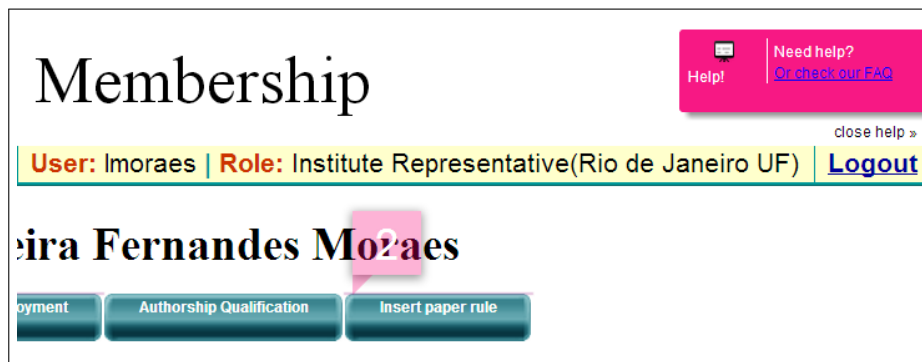 Membership
Help!
Need help?
Or check our FAQ
close help »
User: lmoraes | Role: Institute Representative(Rio de Janeiro UF) | Logout
eira Fernandes Moraes
2
oyment
Authorship Qualification
Insert paper rule